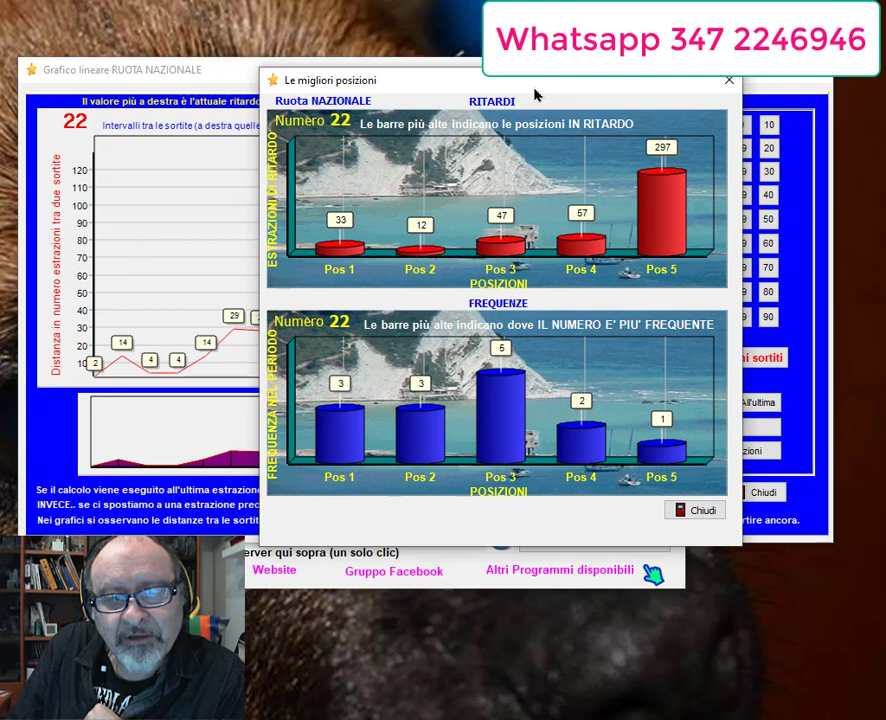 Whatsapp 347 2246946
Grafico lineare RUOTA NAZIONALE
Le migliori posizioni
Il valore più a destra è l'attuale ritardo
22
Intervalli tra le sortite (a destra quelle
Distanza in numero estrazioni tra due sortite
120
110
100
90
80
70
60
50
40
30
20
10
2
14
4
4
14
29
Ruota NAZIONALE
RITARDI
Numero 22
Le barre più alte indicano le posizioni IN RITARDO
ESTRAZIONI DI RITARDO
33
12
47
57
297
Pos 1
Pos 2
Pos 3
Pos 4
Pos 5
POSIZIONI
FREQUENZE
Numero 22
Le barre più alte indicano dove IL NUMERO E' PIU' FREQUENTE
FREQUENZA NEL PERIODO
3
3
2
1
Pos 1
Pos 2
Pos 3
Pos 4
Pos 5
POSIZIONI
Chiudi
10
20
30
40
50
60
70
80
90
ni sortiti
All'ultima
zioni
Chiudi
Se il calcolo viene eseguito all'ultima estrazione
INVECE.. se ci spostiamo a una estrazione prec
Nei grafici si osservano le distanze tra le sortit
rtire ancora.
erver qui sopra (un solo clic)
Website
Gruppo Facebook
Altri Programmi disponibili